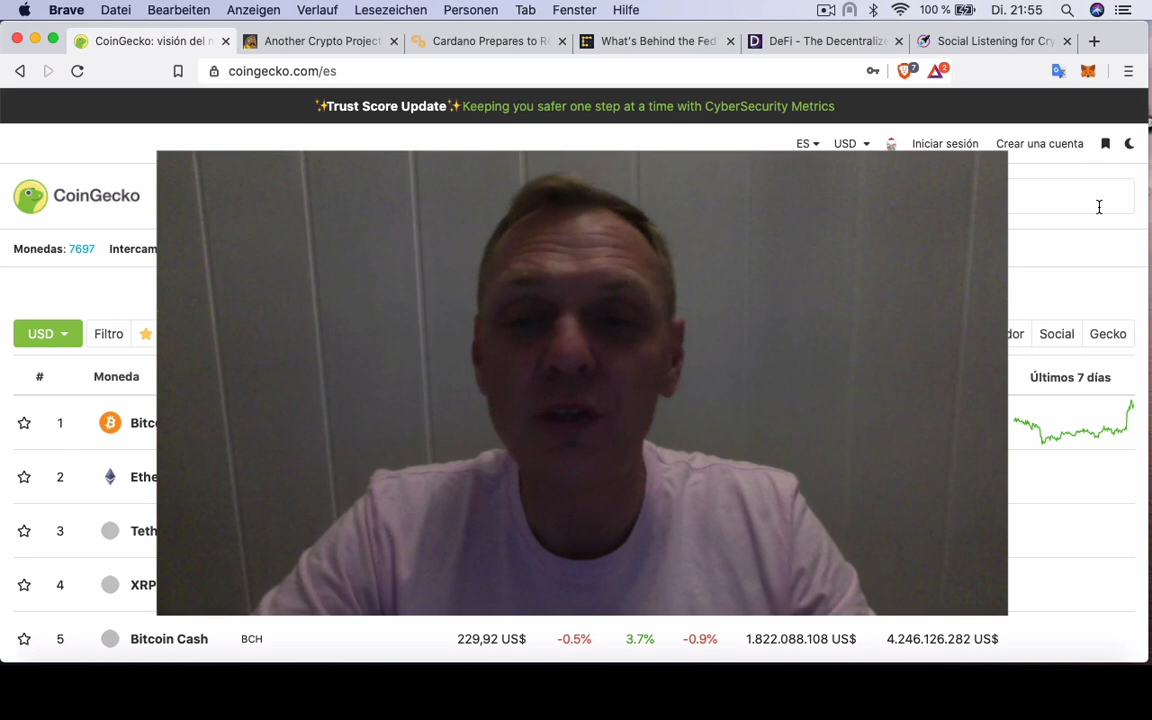 Brave Datei Bearbeiten Anzeigen Verlauf Lesezeichen Personen Tab Fenster Hilfe 100 % Di. 21:55
CoinGecko: visión del n Another Crypto Project Cardano Prepares to Re What's Behind the Fed' DeFi - The Decentralize Social Listening for Cry
coingecko.com/es 7 2
✨Trust Score Update✨Keeping you safer one step at a time with CyberSecurity Metrics
ES USD Iniciar sesión Crear una cuenta
CoinGecko
Monedas: 7697 Intercam
USD Filtro dor Social Gecko
# Moneda Últimos 7 días
1 Bitc
2 Ethe
3 Teth
4 XRP
5 Bitcoin Cash BCH 229,92 US$ -0.5% 3.7% -0.9% 1.822.088.108 US$ 4.246.126.282 US$